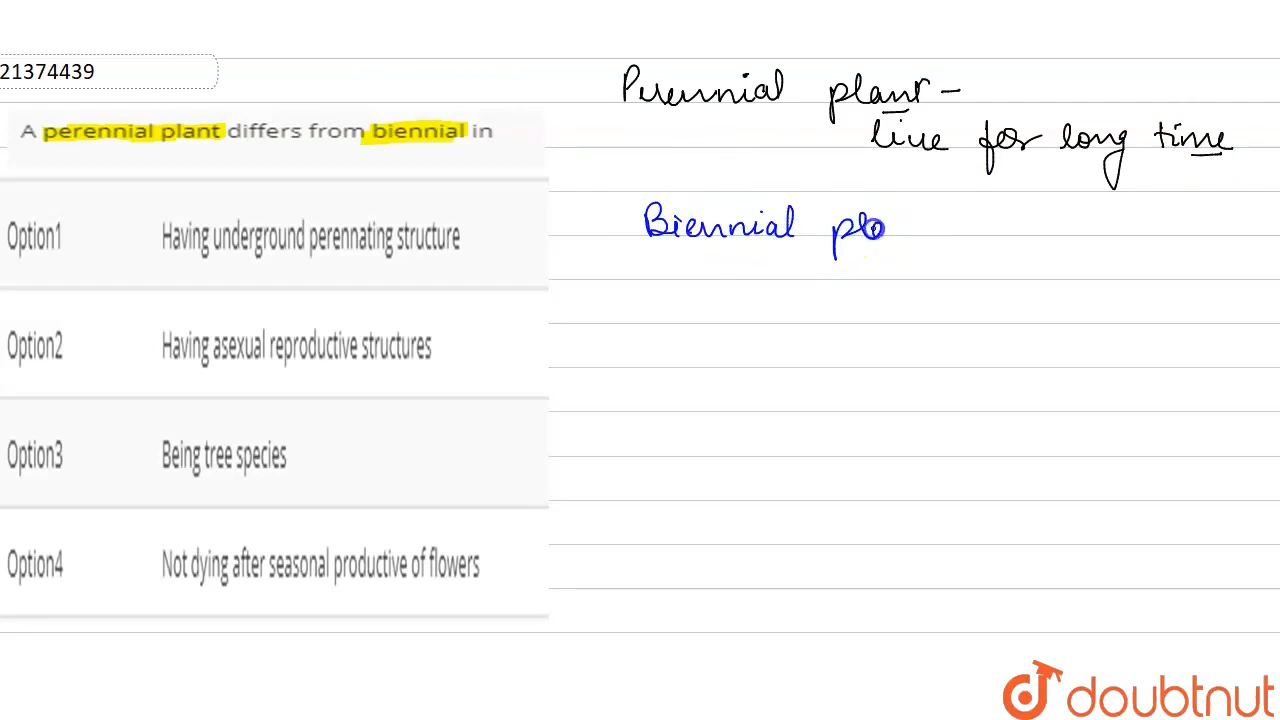 21374439
A perennial plant differs from biennial in
Option1 Having underground perennating structure
Option2 Having asexual reproductive structures
Option3 Being tree species
Option4 Not dying after seasonal productive of flowers
Perennial plant -
live for long time
Biennial pla
doubtnut